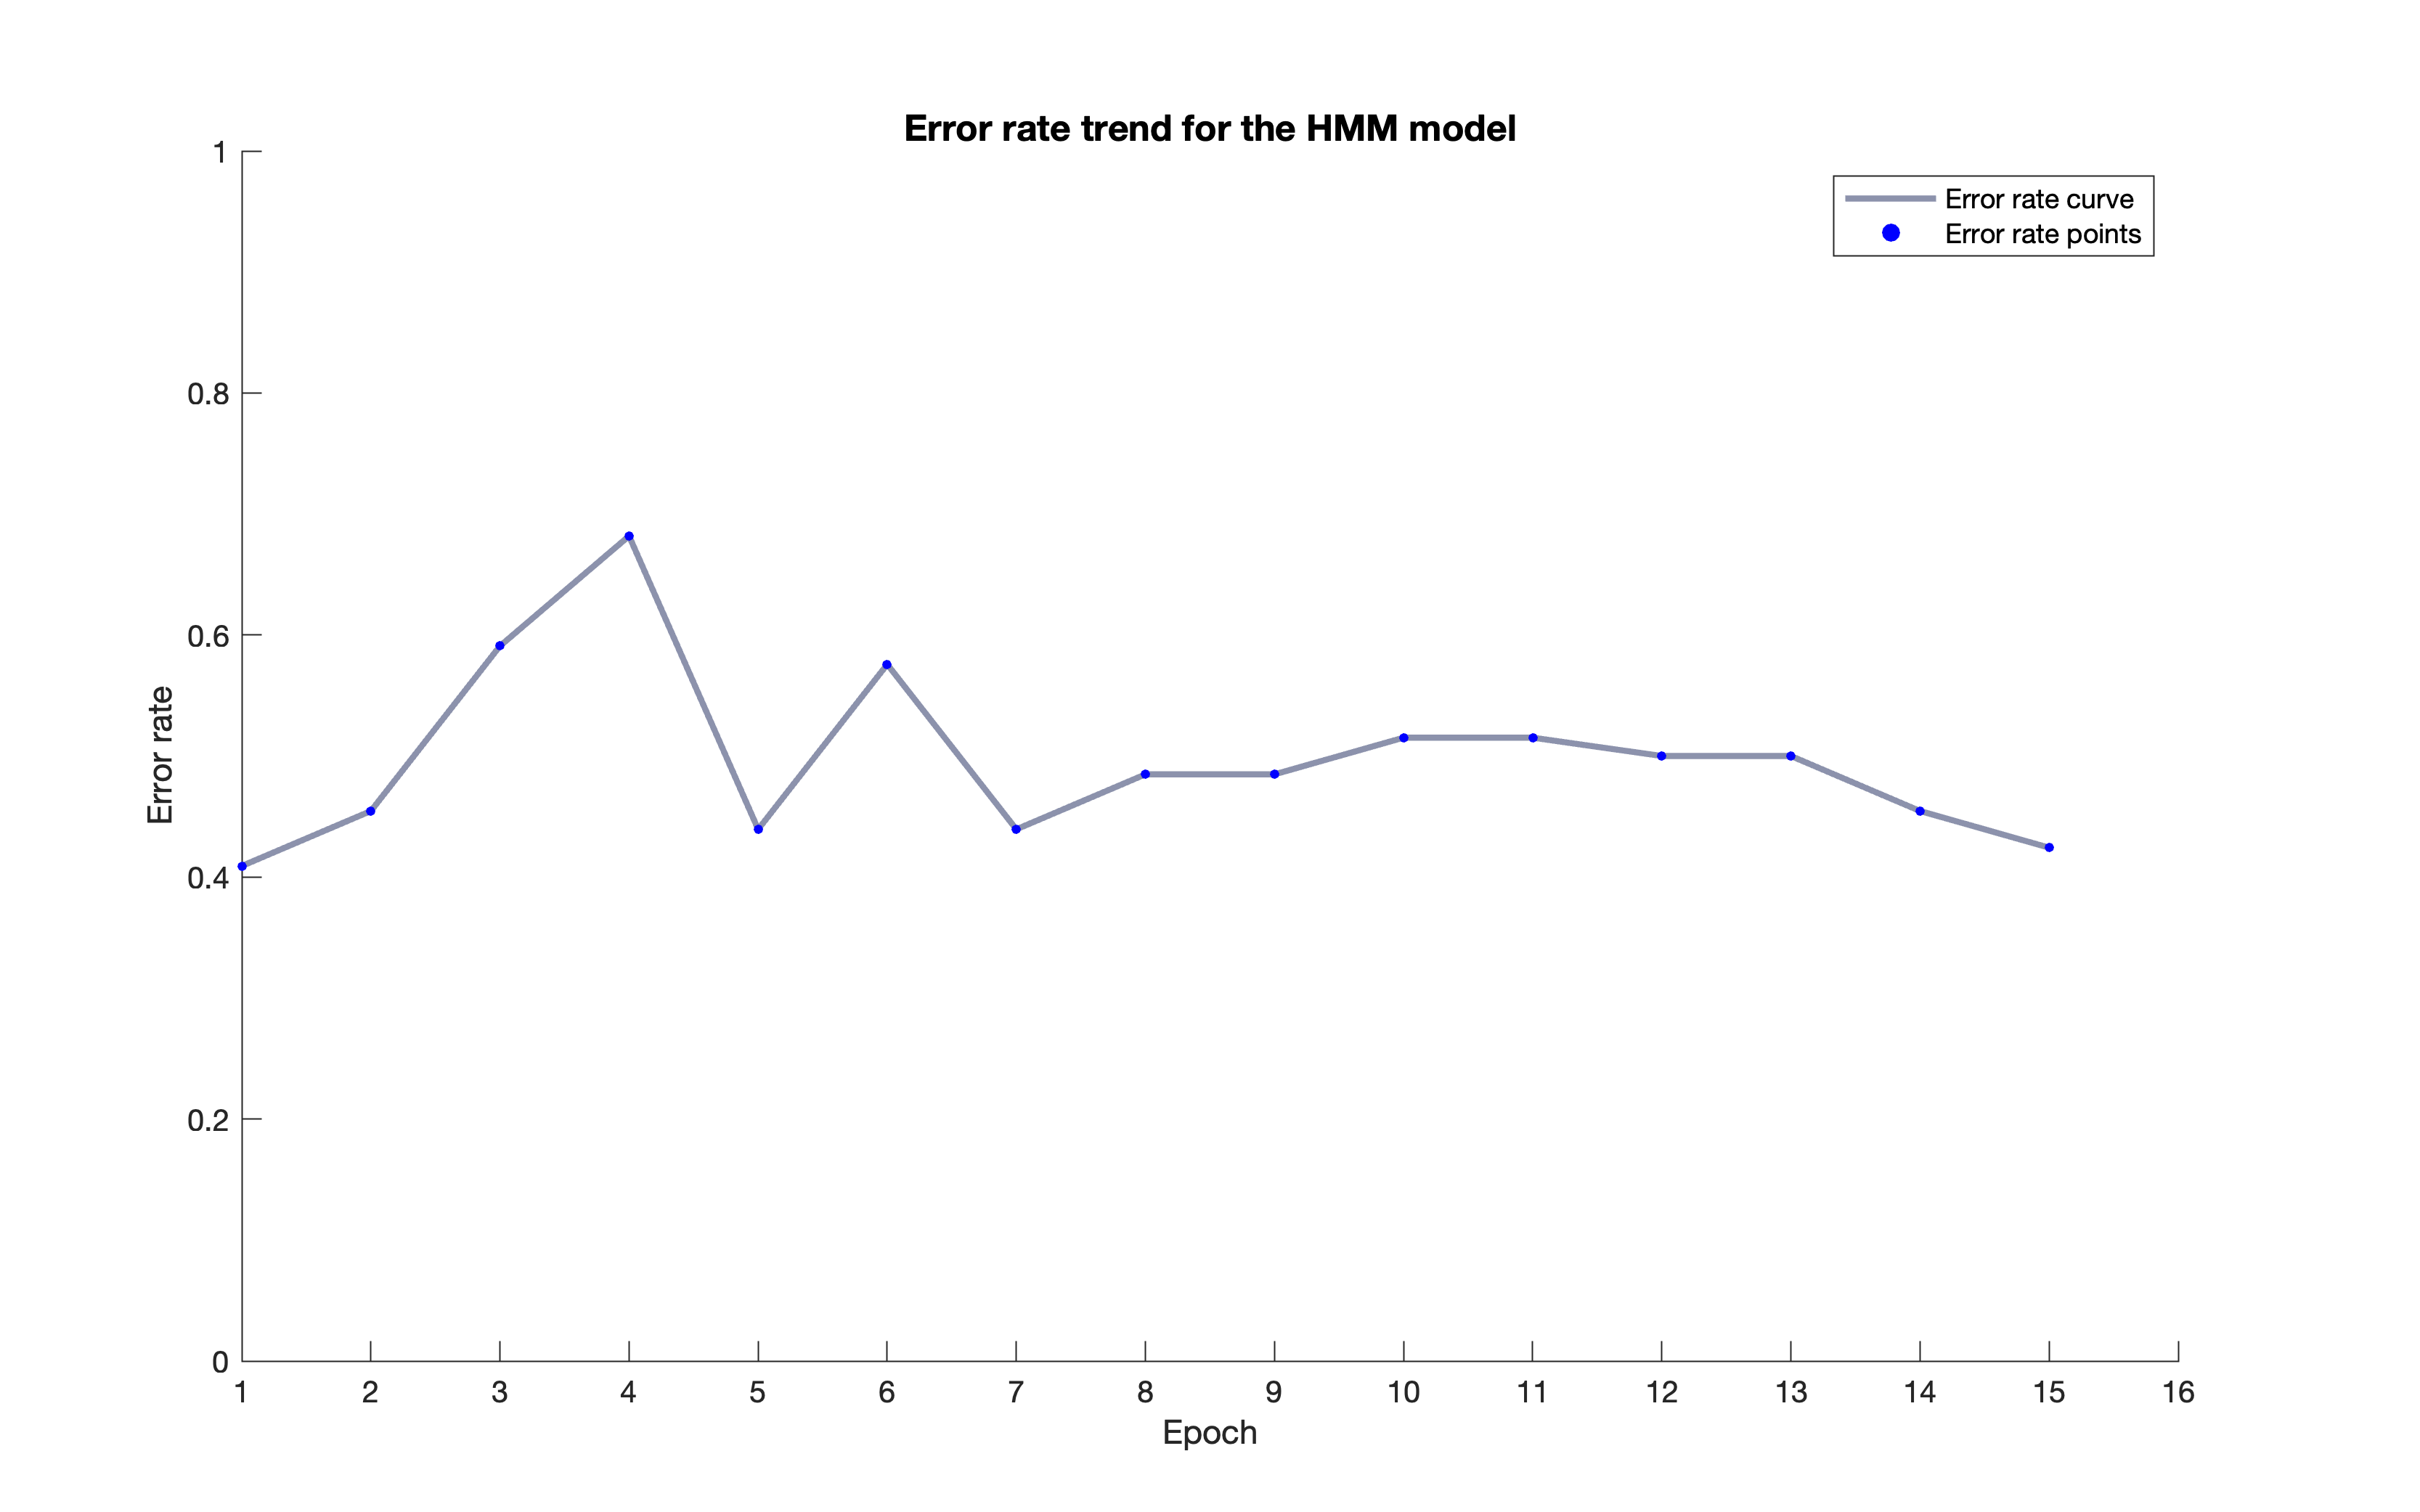 Error rate trend for the HMM model
Error rate curve
Error rate points
1
0.8
0.6
0.4
0.2
0
Error rate
1 2 3 4 5 6 7 8 9 10 11 12 13 14 15 16
Epoch